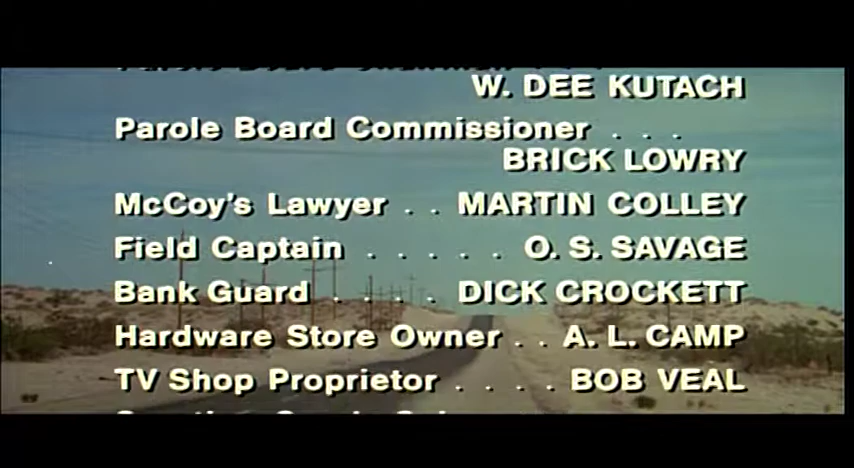 W. DEE KUTACH
Parole Board Commissioner . . .
BRICK LOWRY
McCoy's Lawyer . . MARTIN COLLEY
Field Captain . . . . . O. S. SAVAGE
Bank Guard . . . . DICK CROCKETT
Hardware Store Owner . . A. L. CAMP
TV Shop Proprietor . . . . BOB VEAL